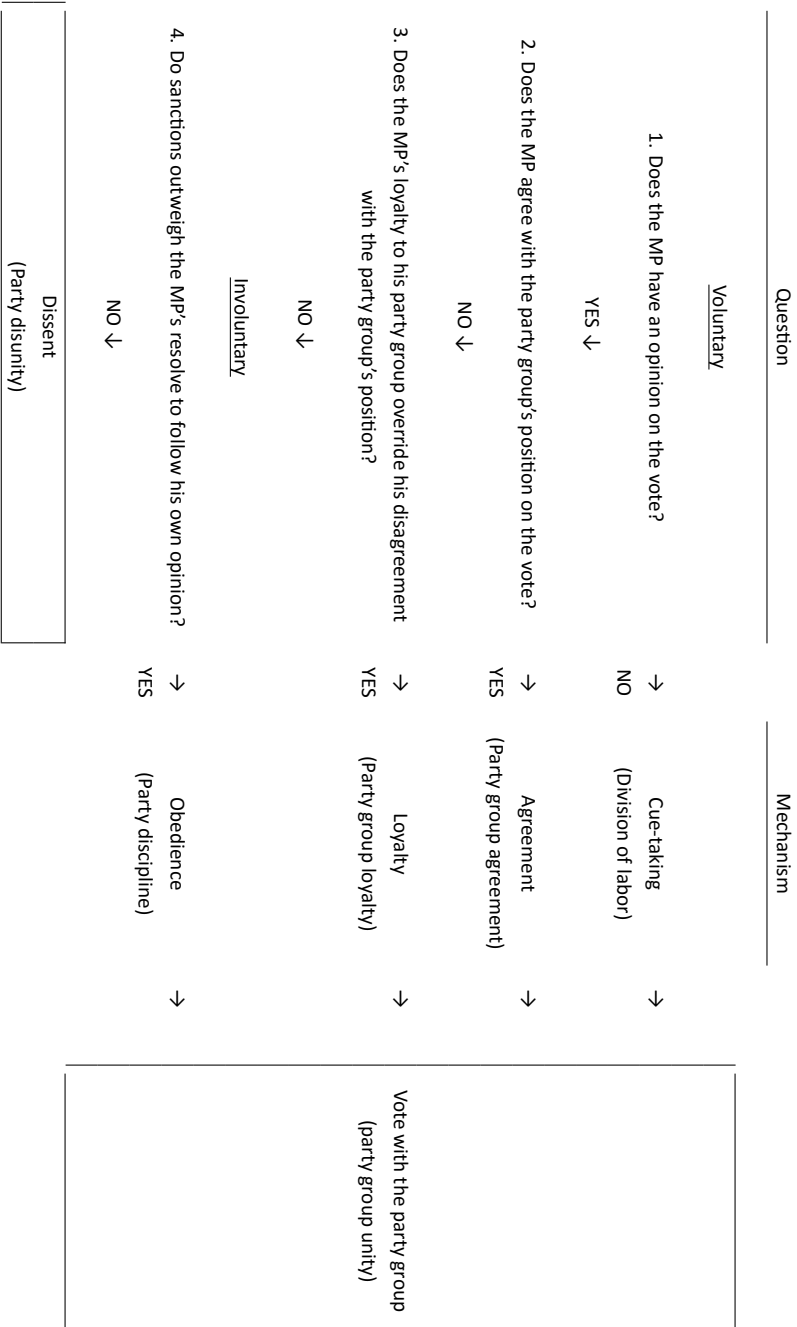 Question
Mechanism
Voluntary
1. Does the MP have an opinion on the vote?
→
Cue-taking
→
NO
(Division of labor)
YES ↓
2. Does the MP agree with the party group's position on the vote?
→
Agreement
→
YES
(Party group agreement)
NO ↓
3. Does the MP's loyalty to his party group override his disagreement
with the party group's position?
→
Loyalty
→
YES
(Party group loyalty)
NO ↓
Involuntary
4. Do sanctions outweigh the MP's resolve to follow his own opinion?
→
Obedience
→
YES
(Party discipline)
NO ↓
Dissent
(Party disunity)
Vote with the party group
(party group unity)